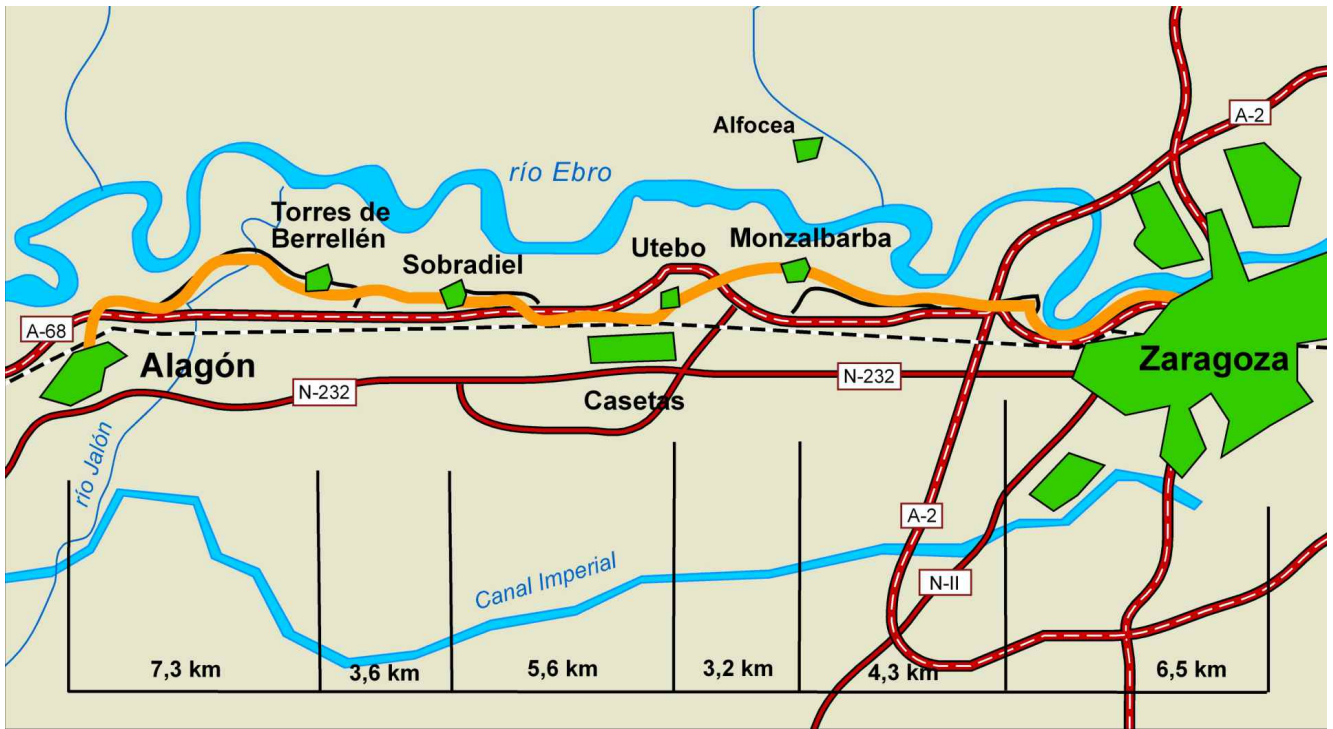 A-2
Alfocea
río Ebro
Torres de
Berrellén
Utebo
Monzalbarba
Sobradiel
A-68
Alagón
Zaragoza
N-232
N-232
Casetas
río Jalón
A-2
N-II
Canal Imperial
7,3 km
3,6 km
5,6 km
3,2 km
4,3 km
6,5 km